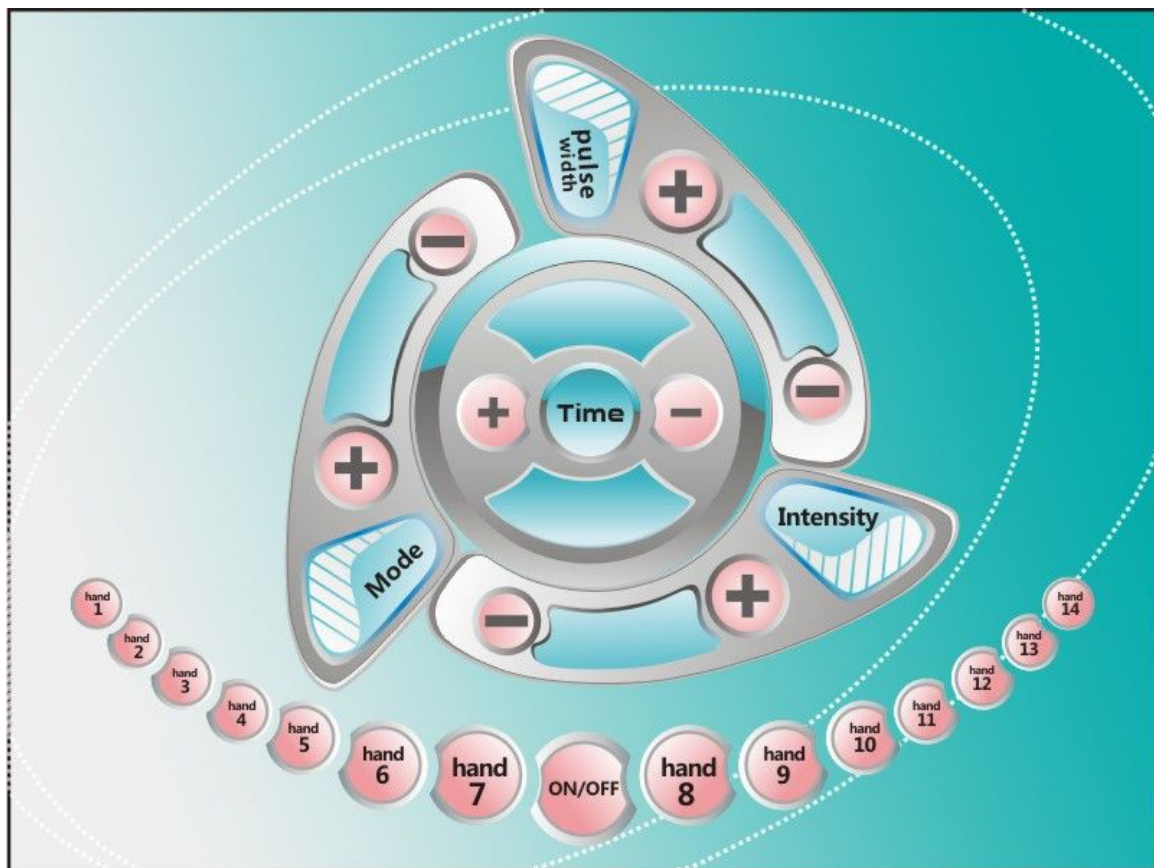 pulse
width
+
−
−
+
+
Time
−
Intensity
Mode
+
−
hand
1
hand
2
hand
3
hand
4
hand
5
hand
6
hand
7
ON/OFF
hand
8
hand
9
hand
10
hand
11
hand
12
hand
13
hand
14